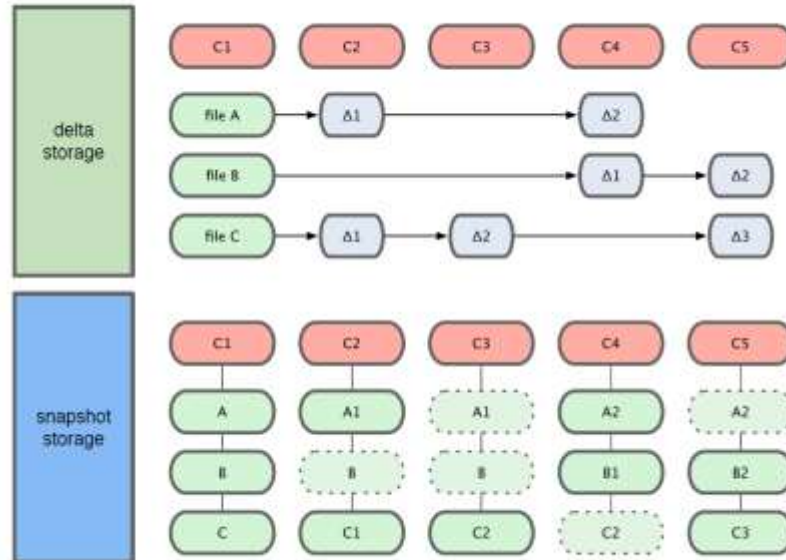 C1 C2 C3 C4 C5
delta
storage
file A Δ1 Δ2
file B Δ1 Δ2
file C Δ1 Δ2 Δ3
C1 C2 C3 C4 C5
snapshot
storage
A A1 A1 A2 A2
B B B B1 B2
C C1 C2 C2 C3